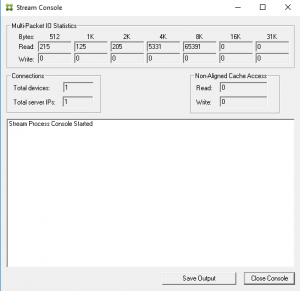 Stream Console
Multi-Packet IO Statistics
Bytes: 512 1K 2K 4K 8K 16K 31K
Read: 215 125 205 5331 65391 0 0
Write: 0 0 0 0 0 0 0
Connections
Total devices: 1
Total server IPs: 1
Non-Aligned Cache Access
Read: 0
Write: 0
Stream Process Console Started
Save Output
Close Console